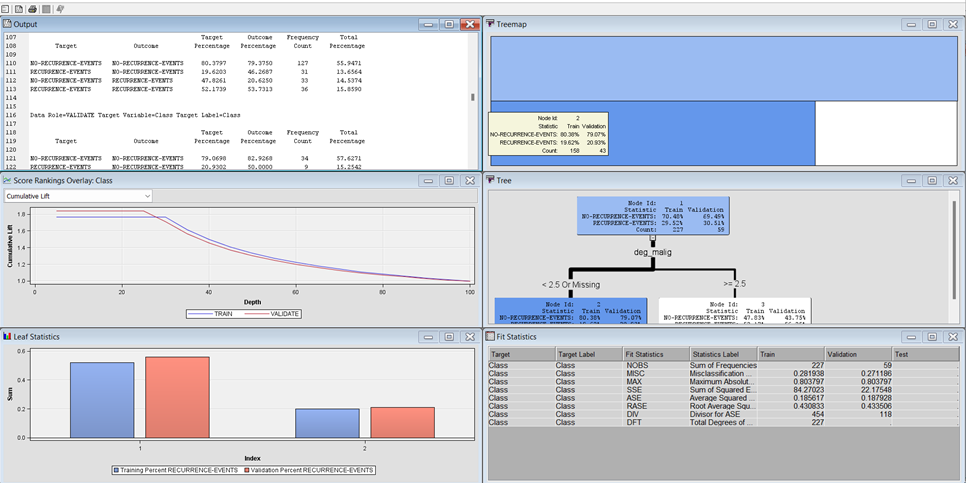 Output
107 Target Outcome Frequency Total
108 Target Outcome Percentage Percentage Count Percentage
109
110 NO-RECURRENCE-EVENTS NO-RECURRENCE-EVENTS 80.3797 79.3750 127 55.9471
111 RECURRENCE-EVENTS NO-RECURRENCE-EVENTS 19.6203 46.2687 31 13.6564
112 NO-RECURRENCE-EVENTS RECURRENCE-EVENTS 47.8261 20.6250 33 14.5374
113 RECURRENCE-EVENTS RECURRENCE-EVENTS 52.1739 53.7313 36 15.8590
114
115
116 Data Role=VALIDATE Target Variable=Class Target Label=Class
117
118 Target Outcome Frequency Total
119 Target Outcome Percentage Percentage Count Percentage
120
121 NO-RECURRENCE-EVENTS NO-RECURRENCE-EVENTS 79.0698 82.9268 34 57.6271
122 RECURRENCE-EVENTS NO-RECURRENCE-EVENTS 20.9302 50.0000 9 15.2542
Treemap
Node Id: 2
Statistic Train Validation
NO-RECURRENCE-EVENTS: 80.38% 79.07%
RECURRENCE-EVENTS: 19.62% 20.93%
Count: 158 43
Score Rankings Overlay: Class
Cumulative Lift
Cumulative Lift
1.8
1.6
1.4
1.2
1.0
0 20 40 60 80 100
Depth
TRAIN VALIDATE
Tree
Node Id: 1
Statistic Train Validation
NO-RECURRENCE-EVENTS: 70.48% 69.49%
RECURRENCE-EVENTS: 29.52% 30.51%
Count: 227 59
deg_malig
< 2.5 Or Missing >= 2.5
Node Id: 2
Statistic Train Validation
NO-RECURRENCE-EVENTS: 80.38% 79.07%
Node Id: 3
Statistic Train Validation
NO-RECURRENCE-EVENTS: 47.83% 43.75%
Leaf Statistics
Sum
0.6
0.4
0.2
0.0
1 2
Index
Training Percent RECURRENCE-EVENTS Validation Percent RECURRENCE-EVENTS
Fit Statistics
Target Target Label Fit Statistics Statistics Label Train Validation Test
Class Class NOBS Sum of Frequencies 227 59 .
Class Class MISC Misclassification ... 0.281938 0.271186 .
Class Class MAX Maximum Absolut... 0.803797 0.803797 .
Class Class SSE Sum of Squared E... 84.27023 22.17548 .
Class Class ASE Average Squared ... 0.185617 0.187928 .
Class Class RASE Root Average Squ... 0.430833 0.433506 .
Class Class DIV Divisor for ASE 454 118 .
Class Class DFT Total Degrees of ... 227 . .